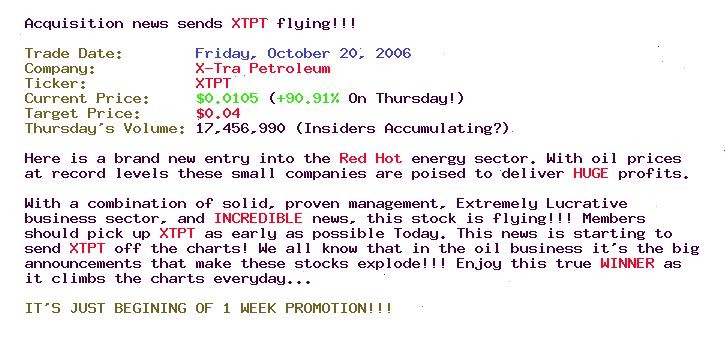 Acquisition news sends XTPT flying!!!
Trade Date: Friday, October 20, 2006
Company: X-Tra Petroleum
Ticker: XTPT
Current Price: $0.0105 (+90.91% On Thursday!)
Target Price: $0.04
Thursday's Volume: 17,456,990 (Insiders Accumulating?)
Here is a brand new entry into the Red Hot energy sector. With oil prices
at record levels these small companies are poised to deliver HUGE profits.
With a combination of solid, proven management, Extremely Lucrative
business sector, and INCREDIBLE news, this stock is flying!!! Members
should pick up XTPT as early as possible Today. This news is starting to
send XTPT off the charts! We all know that in the oil business it's the big
announcements that make these stocks explode!!! Enjoy this true WINNER as
it climbs the charts everyday...
IT'S JUST BEGINING OF 1 WEEK PROMOTION!!!